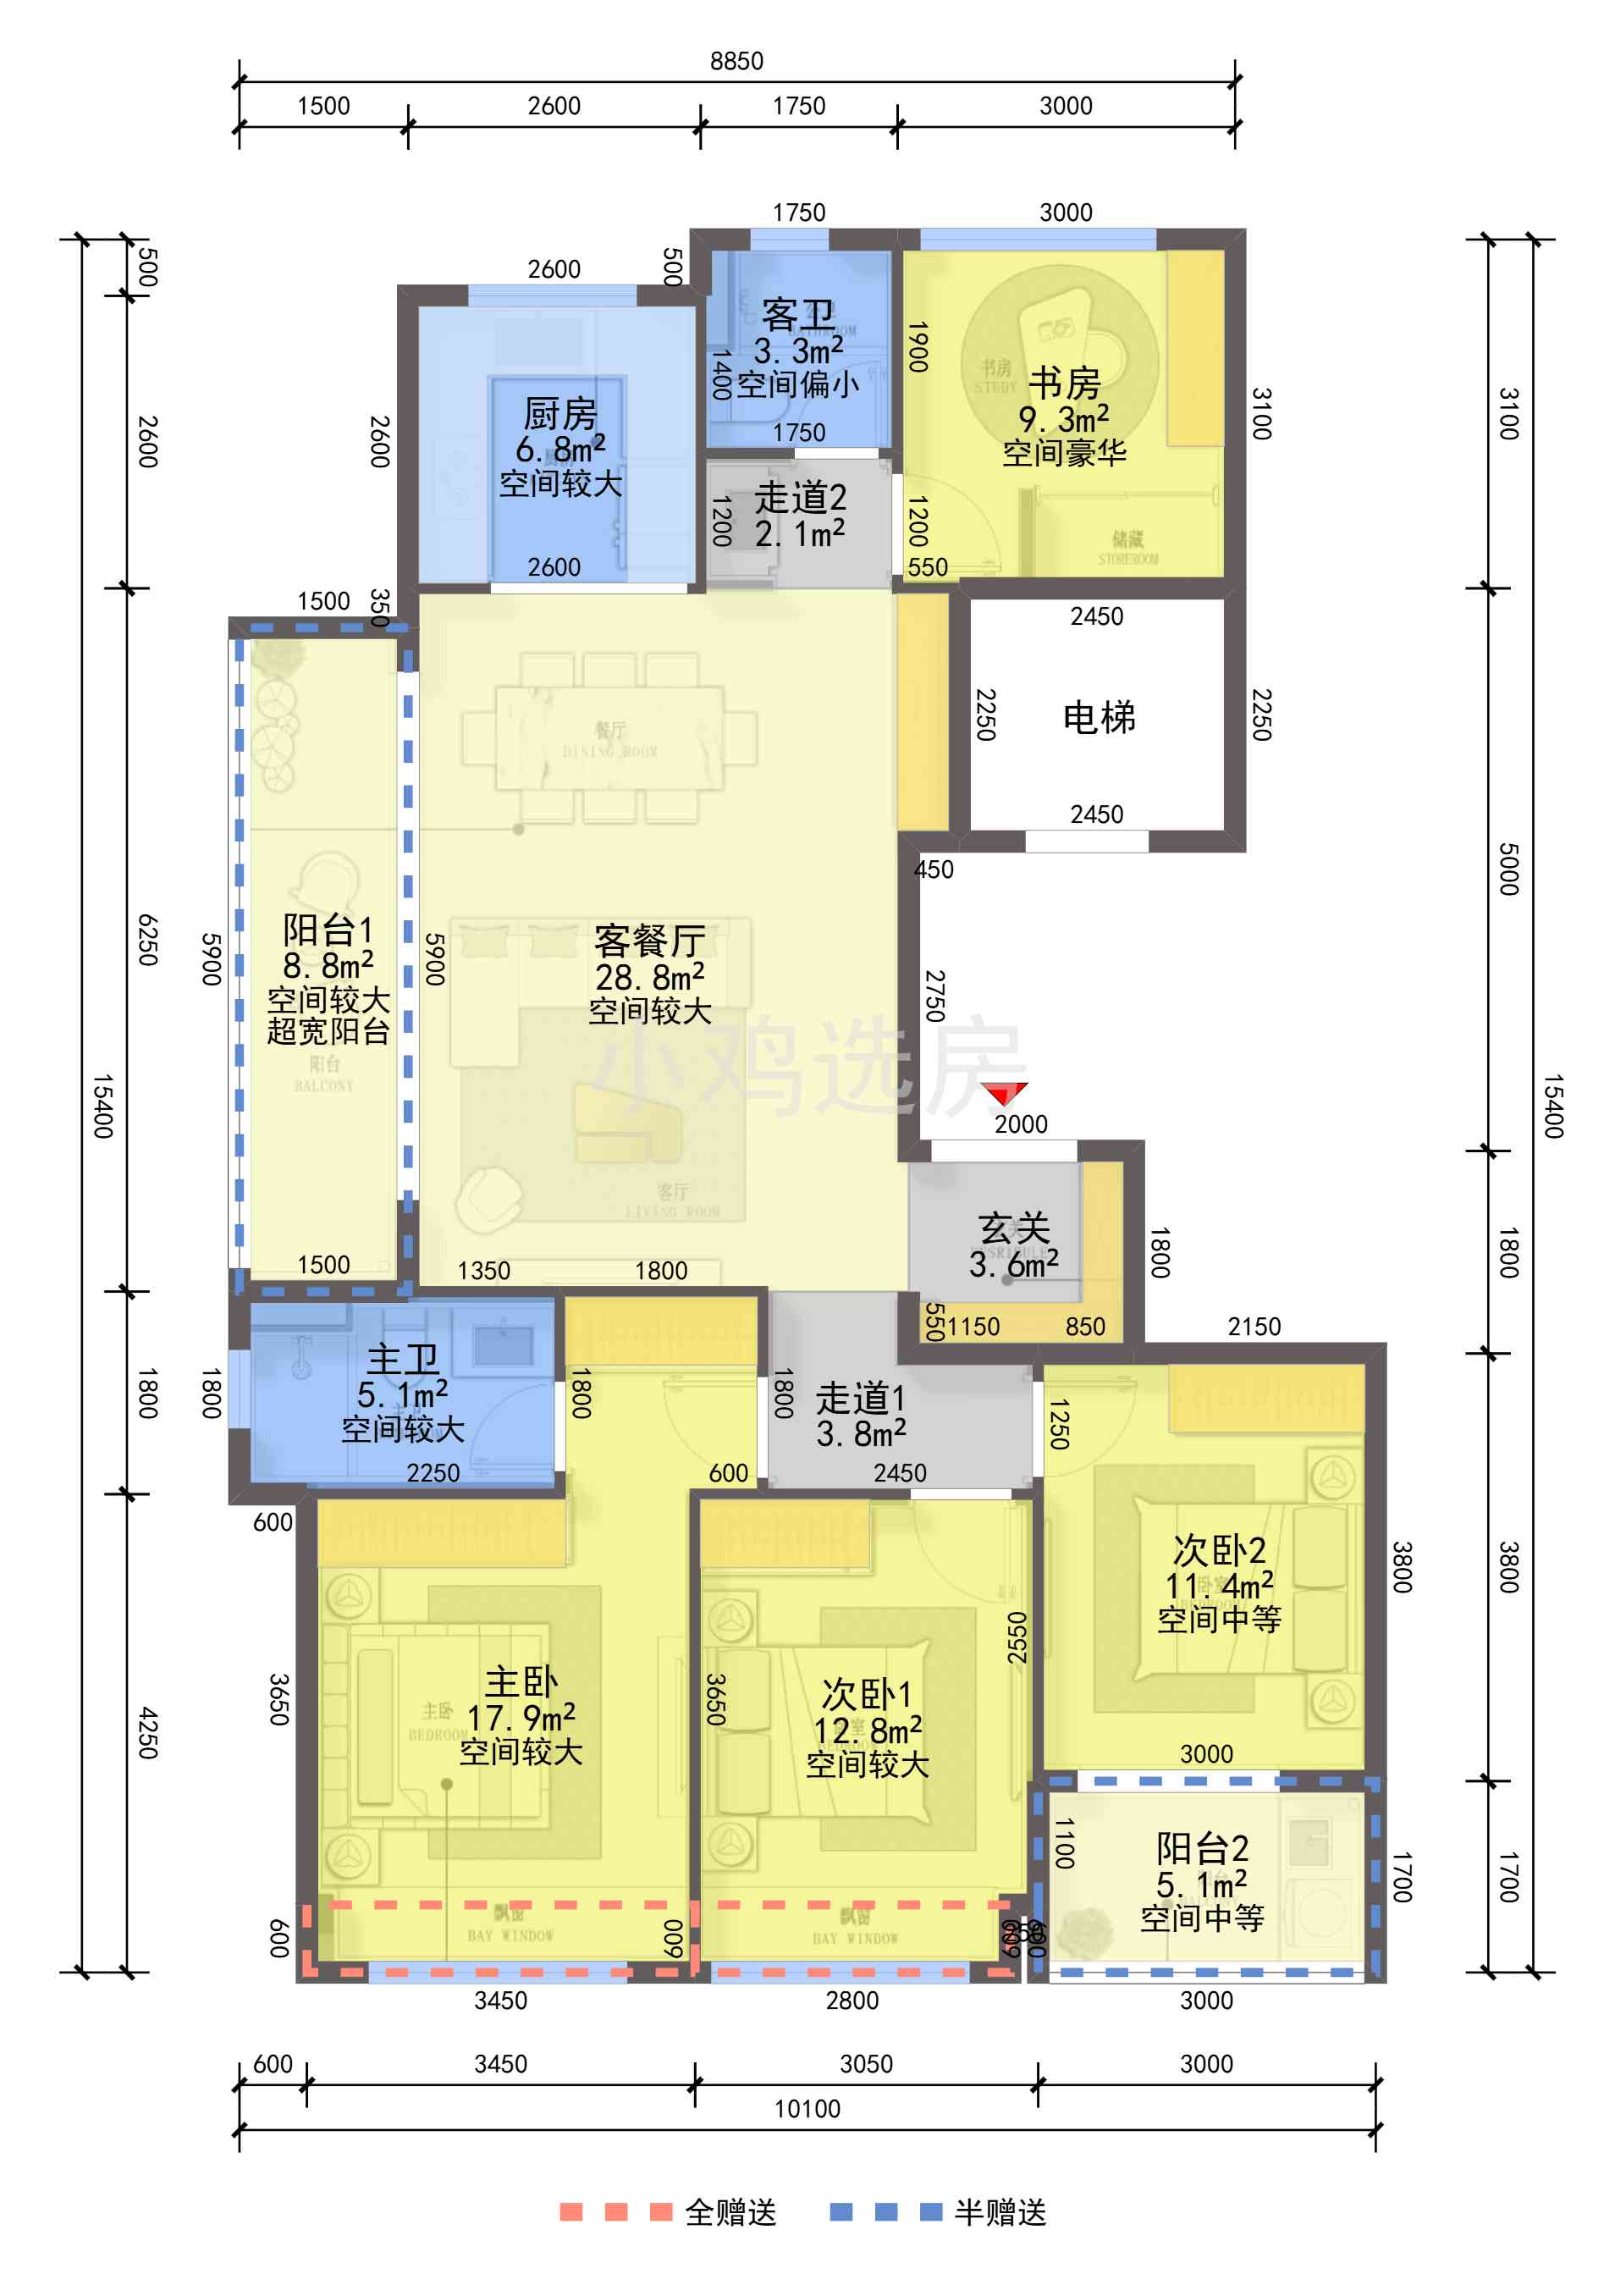 8850
1500
2600
1750
3000
1750
3000
500
2600
500
客卫
3.3m²
空间偏小
BATHROOM
1400
1750
1900
书房
9.3m²
空间豪华
书房
STUDY
3100
3100
厨房
6.8m²
空间较大
2600
2600
2600
走道2
2.1m²
1200
1200
550
储藏
STOREROOM
1500
350
2450
2250
电梯
2250
2450
450
餐厅
DINING ROOM
5000
6250
5900
阳台1
8.8m²
空间较大
超宽阳台
阳台
BALCONY
5900
客餐厅
28.8m²
空间较大
小鸡选房
2750
2000
15400
15400
客厅
LIVING ROOM
玄关
3.6m²
1800
1800
1500
1350
1800
550
1150
850
2150
主卫
5.1m²
空间较大
1800
1800
1800
1800
走道1
3.8m²
1250
2250
600
2450
600
次卧2
11.4m²
空间中等
卧室
BEDROOM
3800
3800
2550
主卧
17.9m²
空间较大
主卧
BEDROOM
3650
3650
次卧1
12.8m²
空间较大
4250
3000
阳台2
5.1m²
空间中等
1100
1700
1700
飘窗
BAY WINDOW
飘窗
BAY WINDOW
600
600
3450
2800
3000
600
3450
3050
3000
10100
全赠送
半赠送